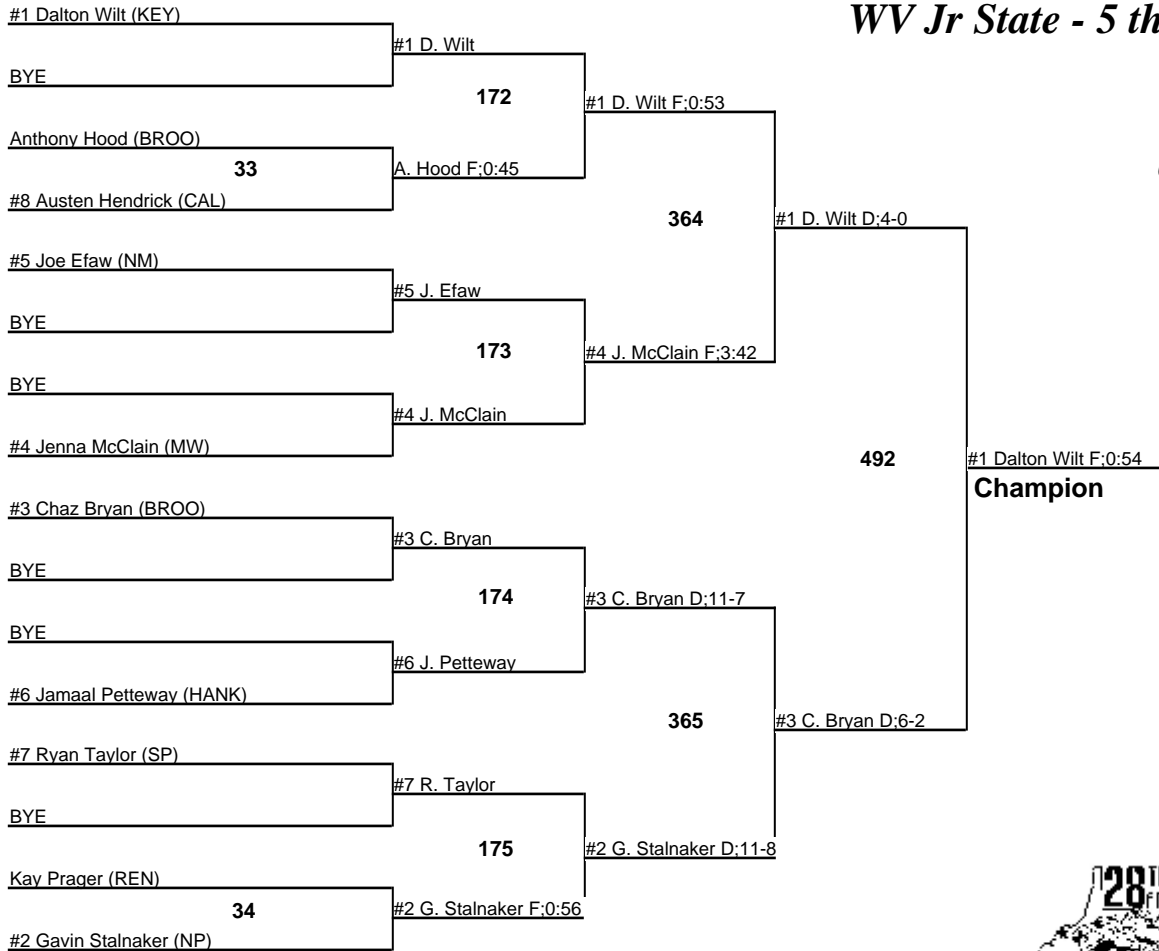 WV Jr State - 5 th
#1 Dalton Wilt (KEY)
#1 D. Wilt
BYE
172
#1 D. Wilt F;0:53
Anthony Hood (BROO)
33
A. Hood F;0:45
#8 Austen Hendrick (CAL)
364
#1 D. Wilt D;4-0
#5 Joe Efaw (NM)
#5 J. Efaw
BYE
173
#4 J. McClain F;3:42
BYE
#4 J. McClain
#4 Jenna McClain (MW)
492
#1 Dalton Wilt F;0:54
Champion
#3 Chaz Bryan (BROO)
#3 C. Bryan
BYE
174
#3 C. Bryan D;11-7
BYE
#6 J. Petteway
#6 Jamaal Petteway (HANK)
365
#3 C. Bryan D;6-2
#7 Ryan Taylor (SP)
#7 R. Taylor
BYE
175
#2 G. Stalnaker D;11-8
Kay Prager (REN)
34
#2 G. Stalnaker F;0:56
#2 Gavin Stalnaker (NP)
28